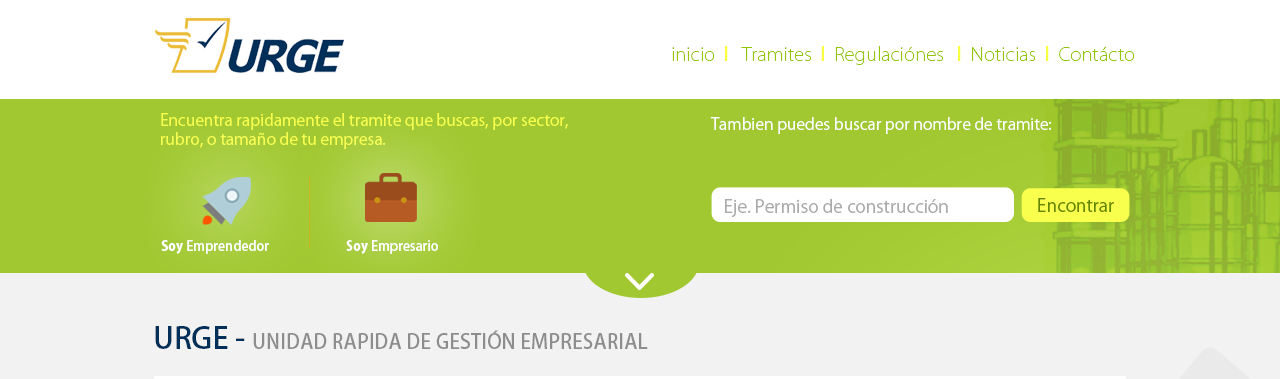 URGE
inicio | Tramites | Regulaciónes | Noticias | Contácto
Encuentra rapidamente el tramite que buscas, por sector,
rubro, o tamaño de tu empresa.
Soy Emprendedor
Soy Empresario
Tambien puedes buscar por nombre de tramite:
Eje. Permiso de construcción
Encontrar
URGE - UNIDAD RAPIDA DE GESTIÓN EMPRESARIAL